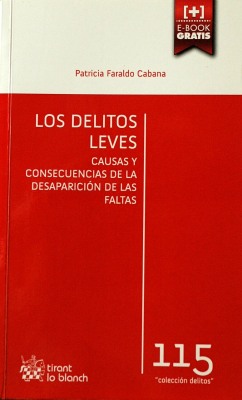 [+]
E-BOOK
GRATIS
Patricia Faraldo Cabana
LOS DELITOS
LEVES
CAUSAS Y
CONSECUENCIAS DE LA
DESAPARICIÓN DE LAS
FALTAS
tirant
lo blanch
115
"colección delitos"